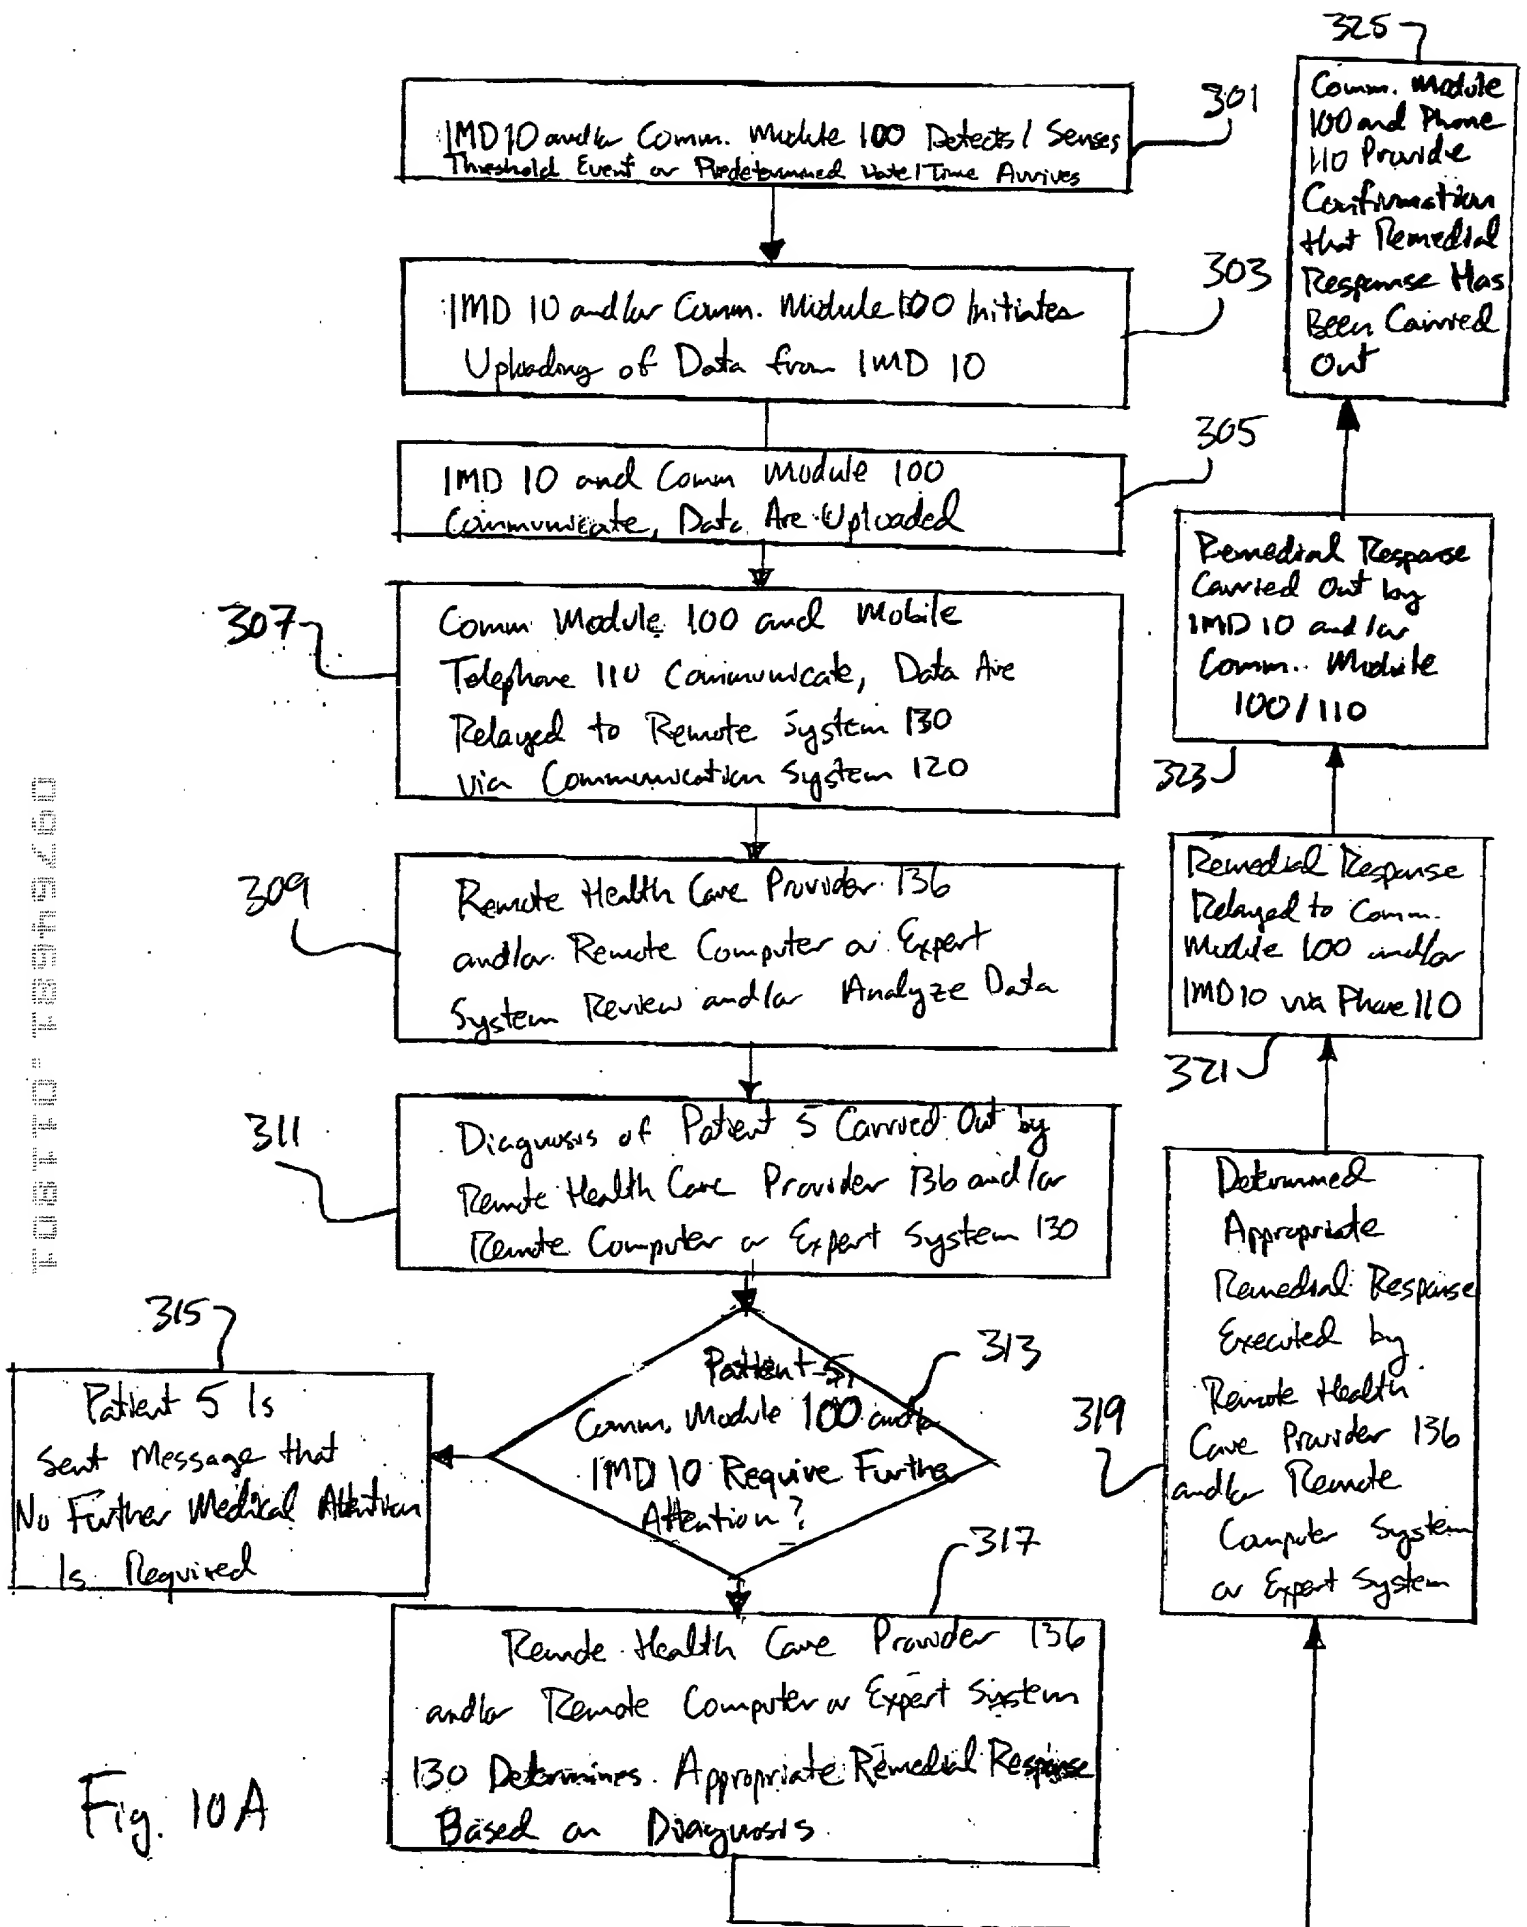 301
IMD 10 and/or Comm. Module 100 Detects / Senses
Threshold Event or Predetermined Date / Time Arrives
303
IMD 10 and/or Comm. Module 100 Initiates
Uploading of Data from IMD 10
305
IMD 10 and Comm Module 100
Communicate, Data Are Uploaded
307
Comm Module 100 and Mobile
Telephone 110 Communicate, Data Are
Relayed to Remote System 130
via Communication System 120
309
Remote Health Care Provider 136
and/or Remote Computer or Expert
System Review and/or Analyze Data
311
Diagnosis of Patient 5 Carried Out by
Remote Health Care Provider 136 and/or
Remote Computer or Expert System 130
313
Patient 5,
Comm. Module 100 and/or
IMD 10 Require Further
Attention?
315
Patient 5 Is
Sent Message that
No Further Medical Attention
Is Required
317
Remote Health Care Provider 136
and/or Remote Computer or Expert System
130 Determines Appropriate Remedial Response
Based on Diagnosis
319
Determined
Appropriate
Remedial Response
Executed by
Remote Health
Care Provider 136
and/or Remote
Computer System
or Expert System
321
Remedial Response
Relayed to Comm.
Module 100 and/or
IMD 10 via Phone 110
323
Remedial Response
Carried Out by
IMD 10 and/or
Comm. Module
100/110
325
Comm. Module
100 and Phone
110 Provide
Confirmation
that Remedial
Response Has
Been Carried
Out
Fig. 10A